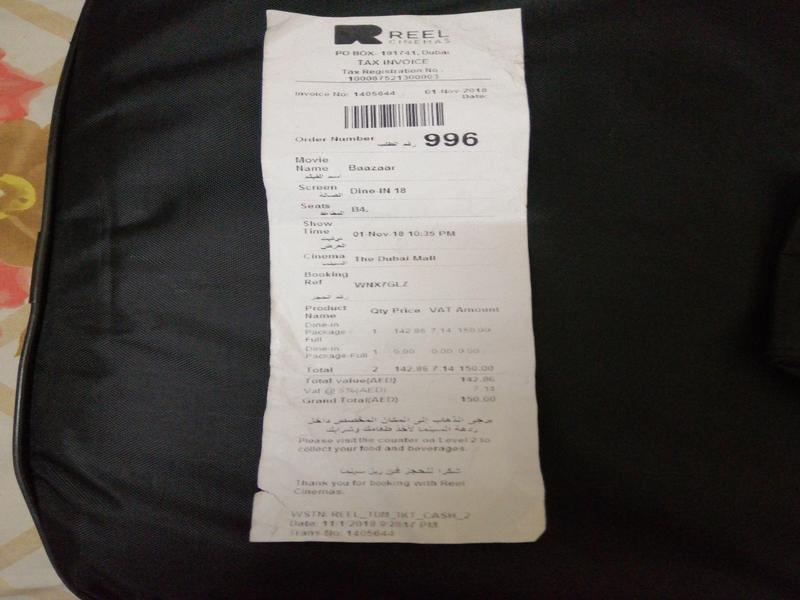 REEL
CINEMAS
PO BOX- 191741, Dubai
TAX INVOICE
Tax Registration No.
100067521300003
Invoice No: 1405644 01-Nov-2018
Date:
Order Number رقم الطلب 996
Movie
Name Baazaar
اسم الفيلم
Screen Dine-IN 18
الصالة
Seats B4,
المقاعد
Show
Time 01-Nov-18 10:35 PM
توقيت
العرض
Cinema The Dubai Mall
السينما
Booking
Ref WNX7GLZ
رقم الحجز
Product Qty Price VAT Amount
Name
Dine-in
Package- 1 142.86 7.14 150.00
Full
Dine-in
Package-Full 1 0.00 0.00 0.00
Total 2 142.86 7.14 150.00
Total value(AED) 142.86
Vat @ 5%(AED) 7.14
Grand Total(AED) 150.00
يرجى الذهاب إلى المكان المخصص داخل
ردهة السينما لأخذ طعامك وشرابك
Please visit the counter on Level 2 to
collect your food and beverages.
شكرا للحجز في ريل سينما
Thank you for booking with Reel
Cinemas.
WSTN: REEL_TDM_TKT_CASH_2
Date: 11/1/2018 9:28:17 PM
Trans No: 1405644